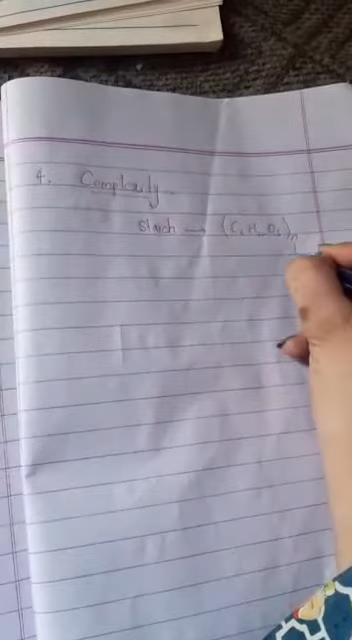 4. Complexity -
Starch → (C₆H₁₀O₅)n